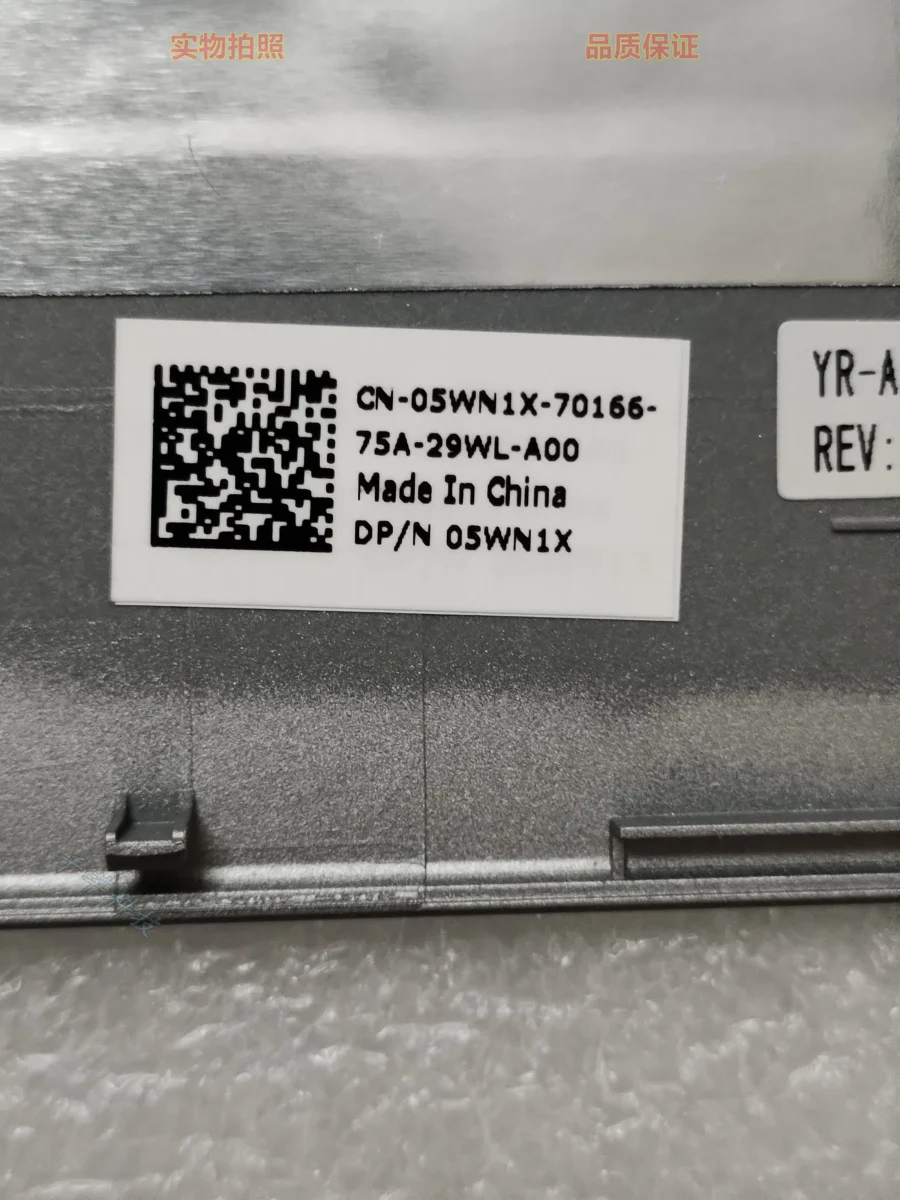 实物拍照
品质保证
CN-05WN1X-70166-
75A-29WL-A00
Made In China
DP/N 05WN1X
YR-A
REV: